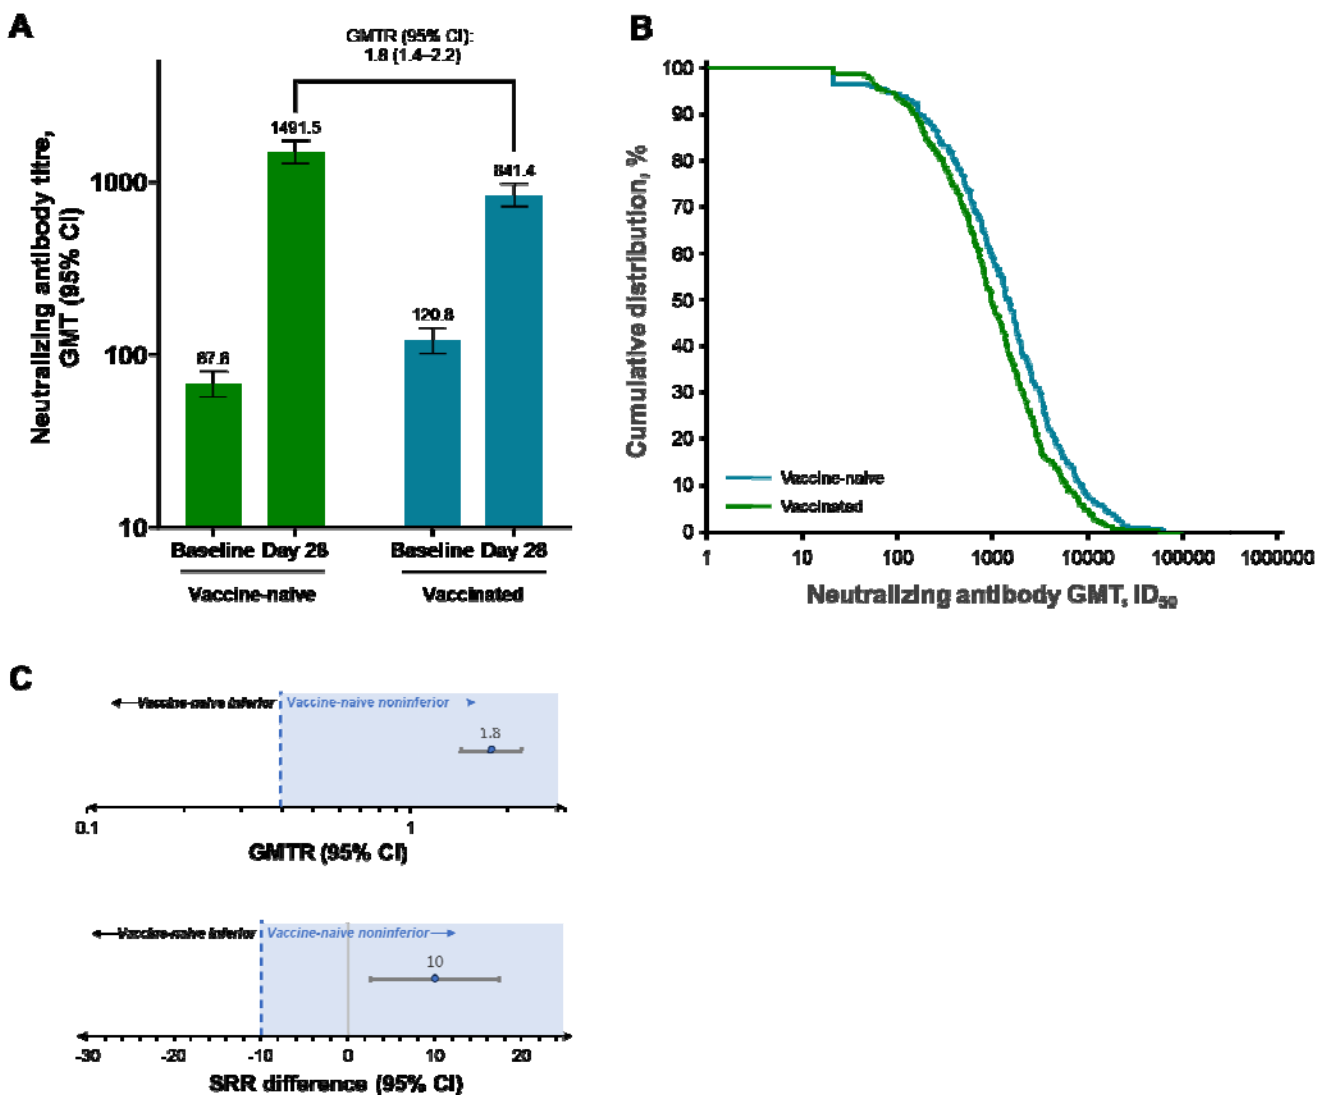 A
GMTR (95% CI):
1.8 (1.4–2.2)
Neutralizing antibody titre,
GMT (95% CI)
1000
100
10
67.8
1491.5
120.8
841.4
Baseline Day 28
Baseline Day 28
Vaccine-naive
Vaccinated
B
Cumulative distribution, %
100
90
80
70
60
50
40
30
20
10
0
Vaccine-naive
Vaccinated
1 10 100 1000 10000 100000 1000000
Neutralizing antibody GMT, ID50
C
Vaccine-naive inferior
Vaccine-naive noninferior
1.8
0.1 1
GMTR (95% CI)
Vaccine-naive inferior
Vaccine-naive noninferior
10
-30 -20 -10 0 10 20
SRR difference (95% CI)